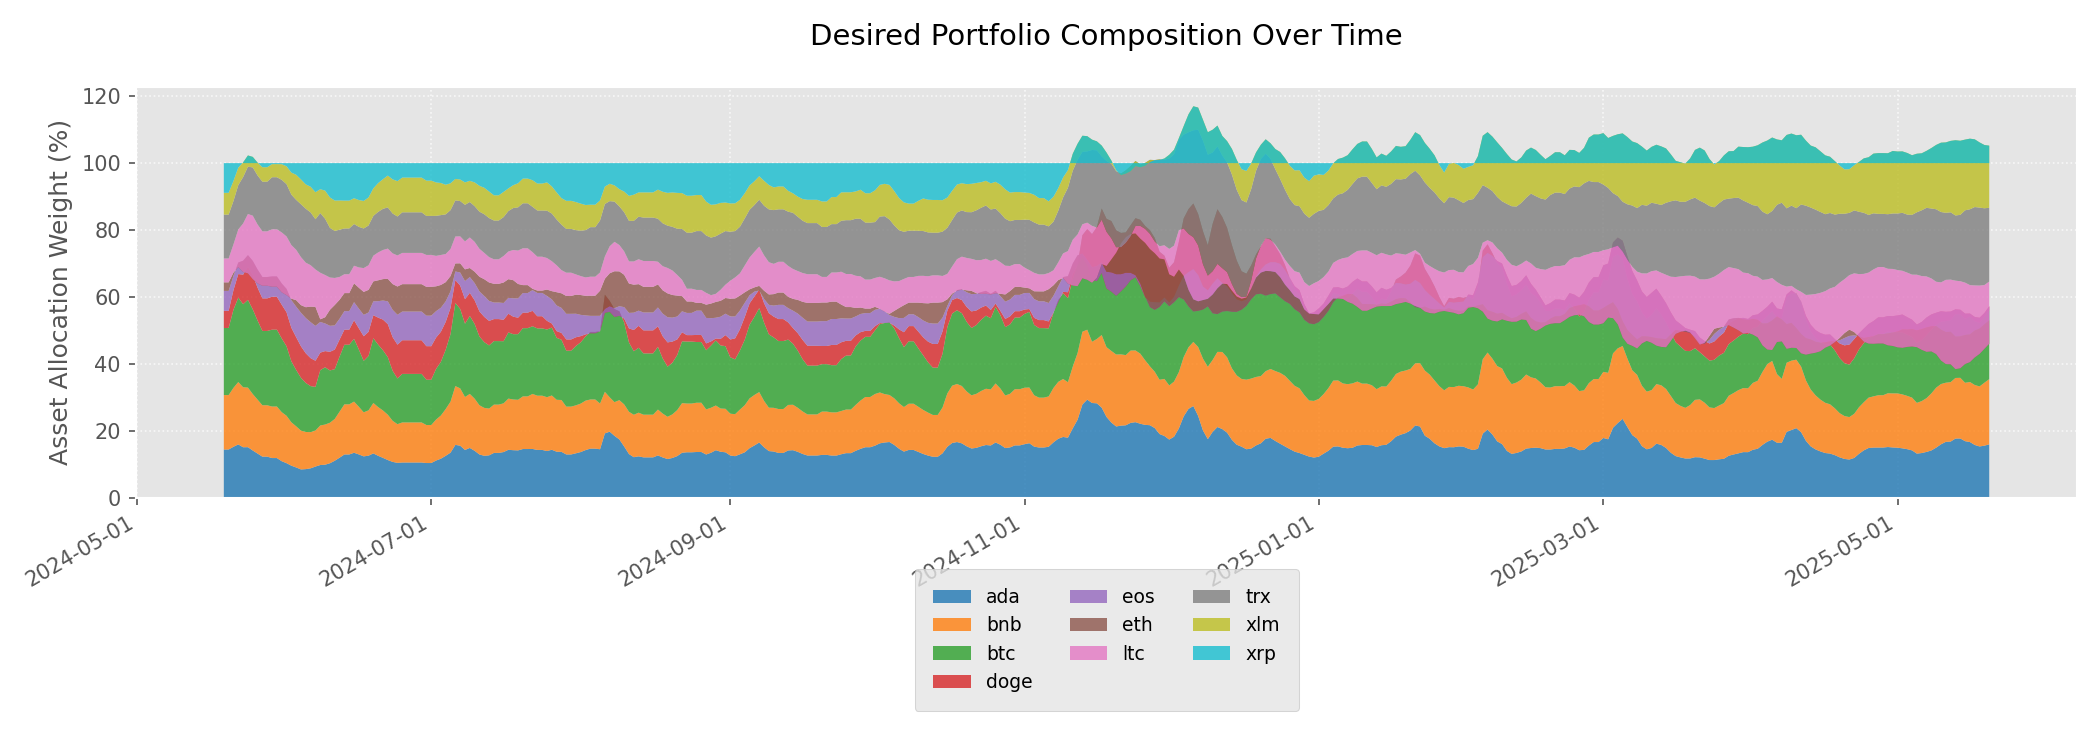 Desired Portfolio Composition Over Time
Asset Allocation Weight (%)
120
100
80
60
40
20
0
2024-05-01
2024-07-01
2024-09-01
2024-11-01
2025-01-01
2025-03-01
2025-05-01
ada eos trx
bnb eth xlm
btc ltc xrp
doge